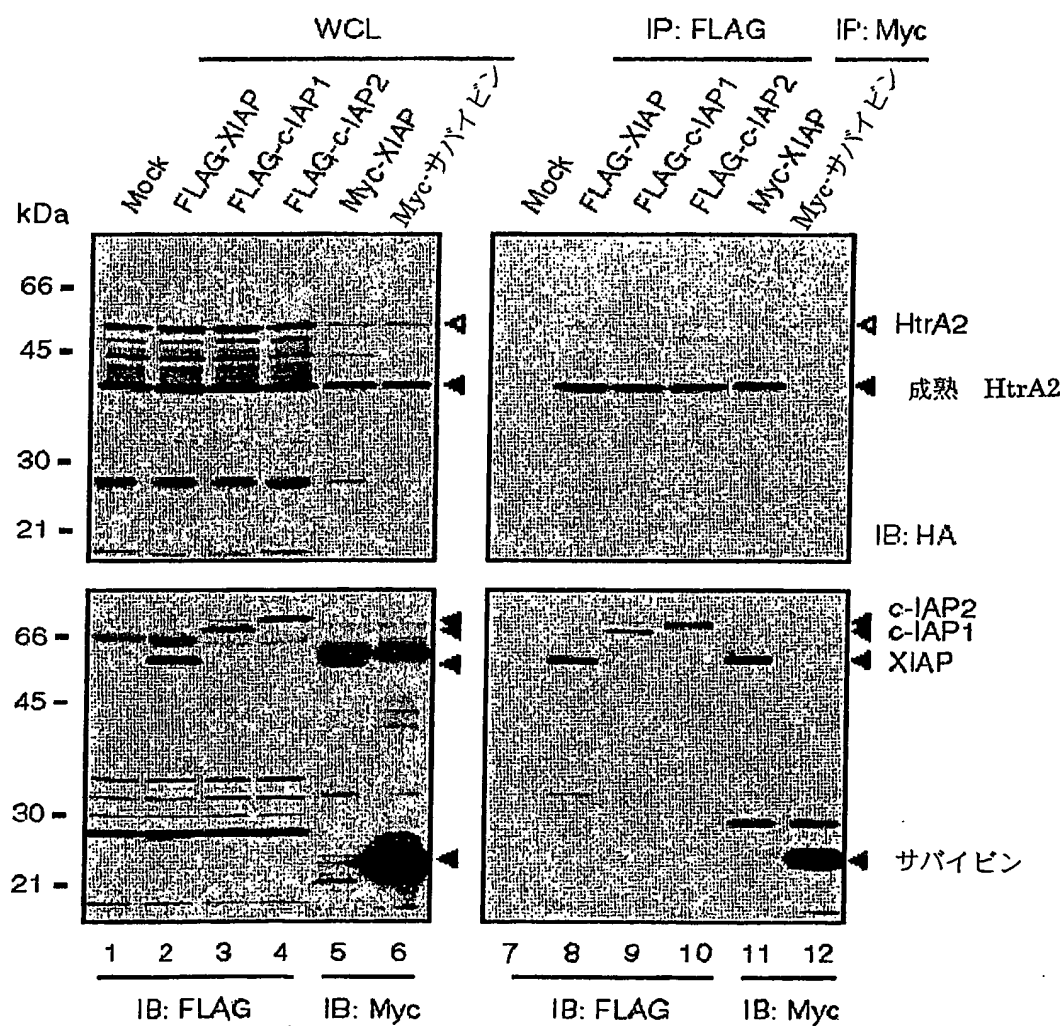 WCL
IP: FLAG
IP: Myc
Mock
FLAG-XIAP
FLAG-c-IAP1
FLAG-c-IAP2
Myc-XIAP
Myc-サバイビン
Mock
FLAG-XIAP
FLAG-c-IAP1
FLAG-c-IAP2
Myc-XIAP
Myc-サバイビン
kDa
66
45
30
21
HtrA2
成熟 HtrA2
IB: HA
66
45
30
21
c-IAP2
c-IAP1
XIAP
サバイビン
1 2 3 4 5 6 7 8 9 10 11 12
IB: FLAG
IB: Myc
IB: FLAG
IB: Myc